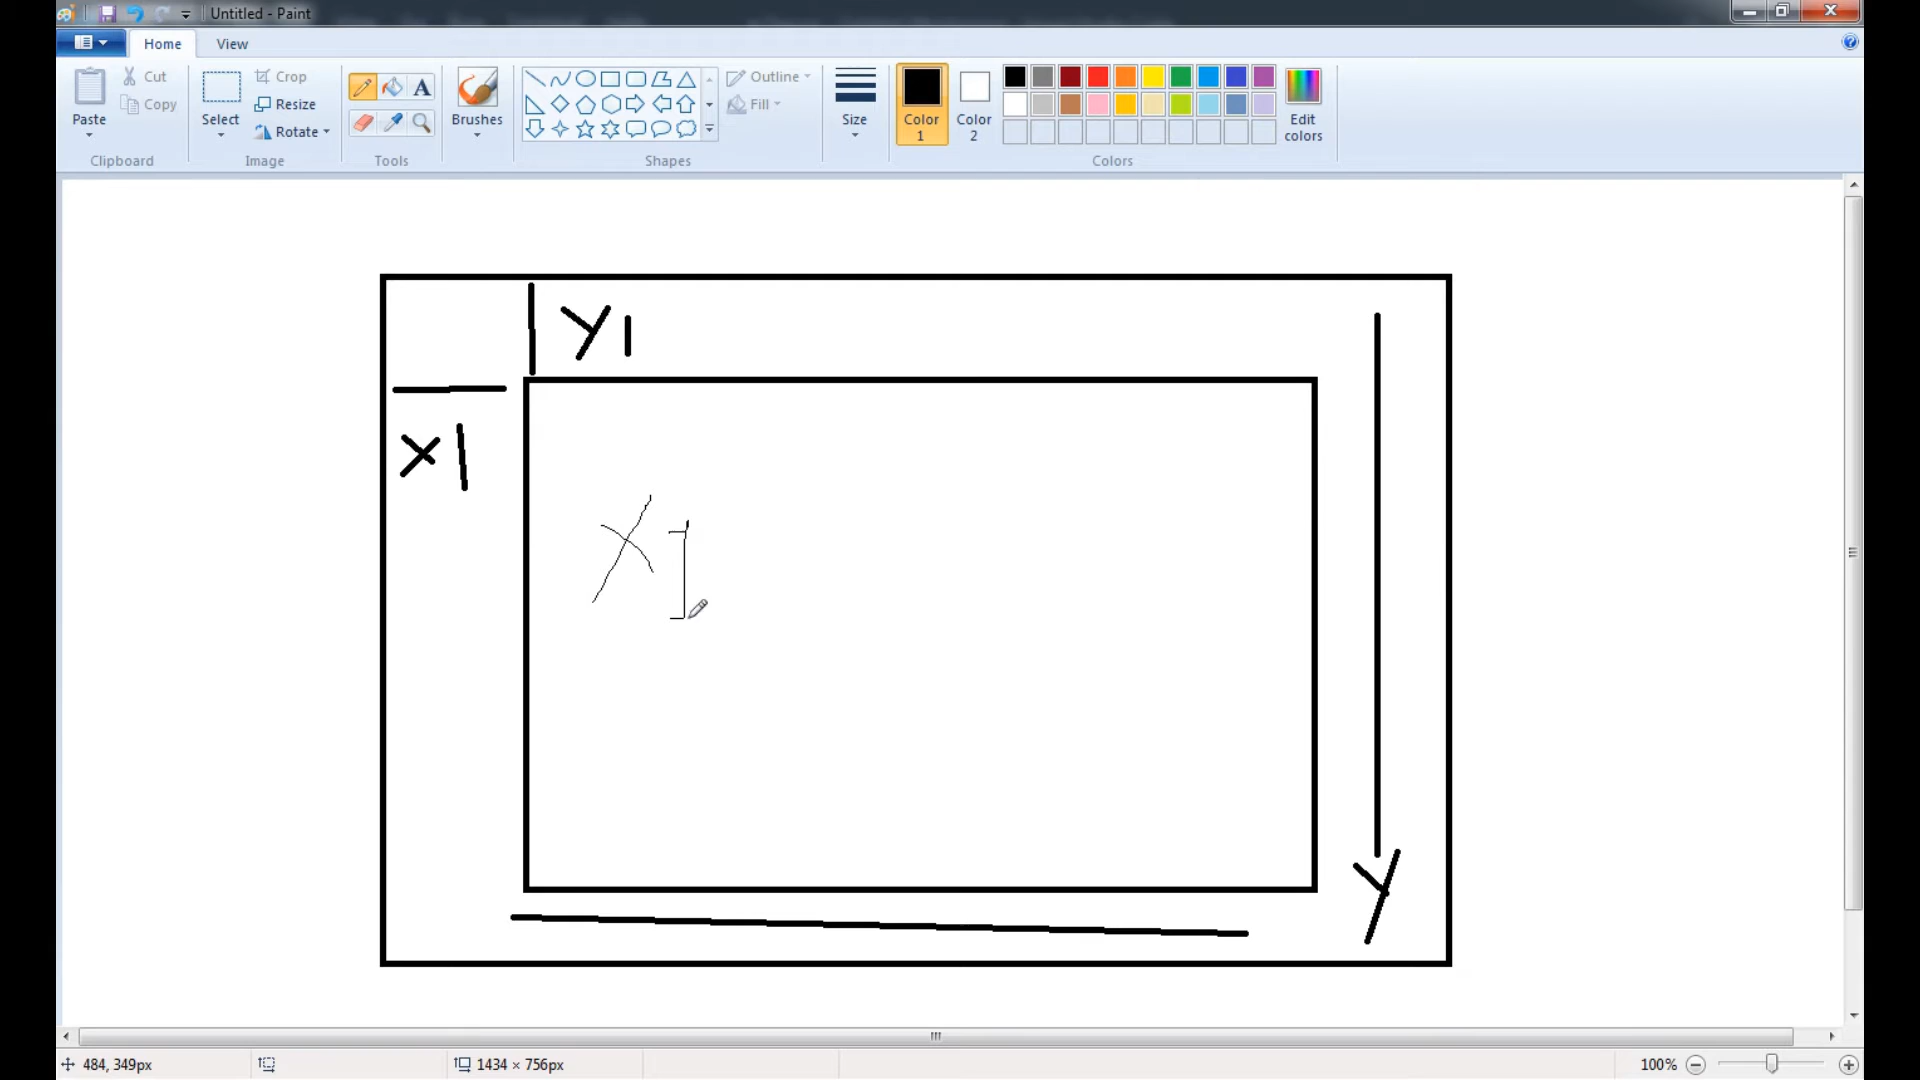 Untitled - Paint
Home View
Paste
Cut
Copy
Clipboard
Select
Crop
Resize
Rotate
Image
A
Tools
Brushes
Shapes
Outline
Fill
Size
Color 1
Color 2
Edit colors
Colors
Y1
X1
X1
Y
484, 349px
1434 × 756px
100%